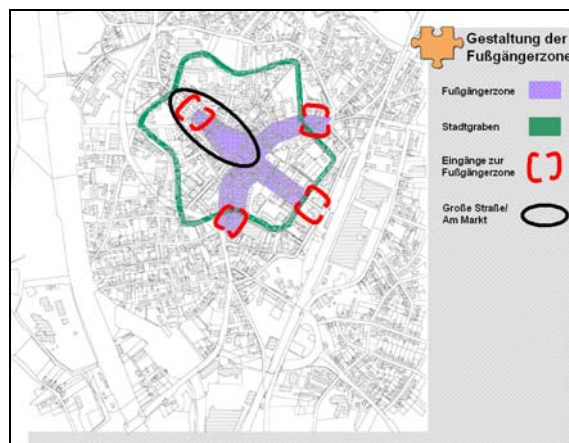 Gestaltung der
Fußgängerzone
Fußgängerzone
Stadtgraben
Eingänge zur
Fußgängerzone
Große Straße/
Am Markt